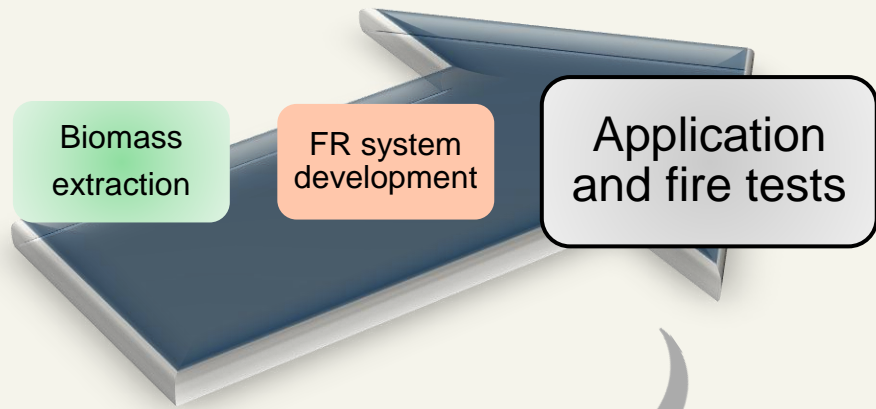 Biomass
extraction
FR system
development
Application
and fire tests